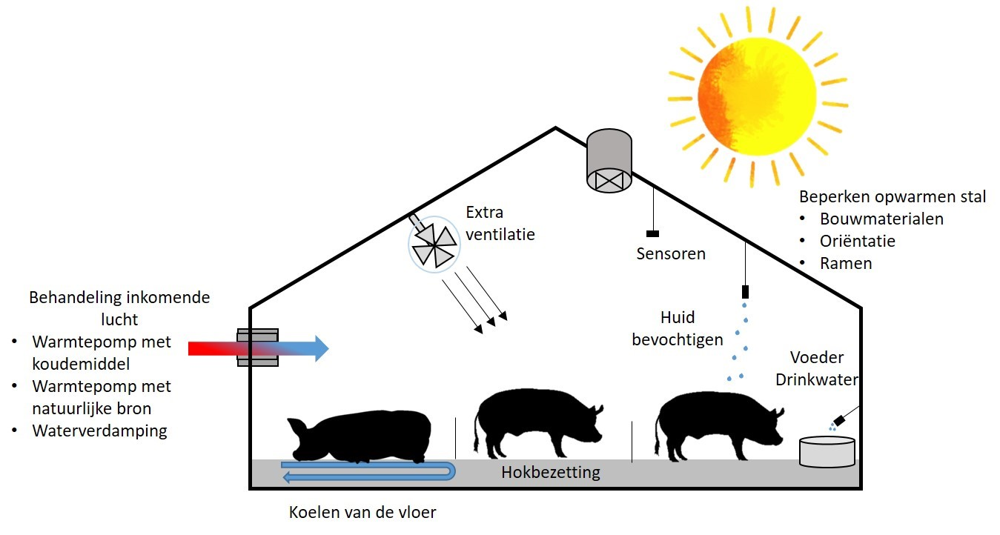 Beperken opwarmen stal
• Bouwmaterialen
• Oriëntatie
• Ramen
Extra
ventilatie
Sensoren
Behandeling inkomende
lucht
• Warmtepomp met
koudemiddel
• Warmtepomp met
natuurlijke bron
• Waterverdamping
Huid
bevochtigen
Voeder
Drinkwater
Hokbezetting
Koelen van de vloer